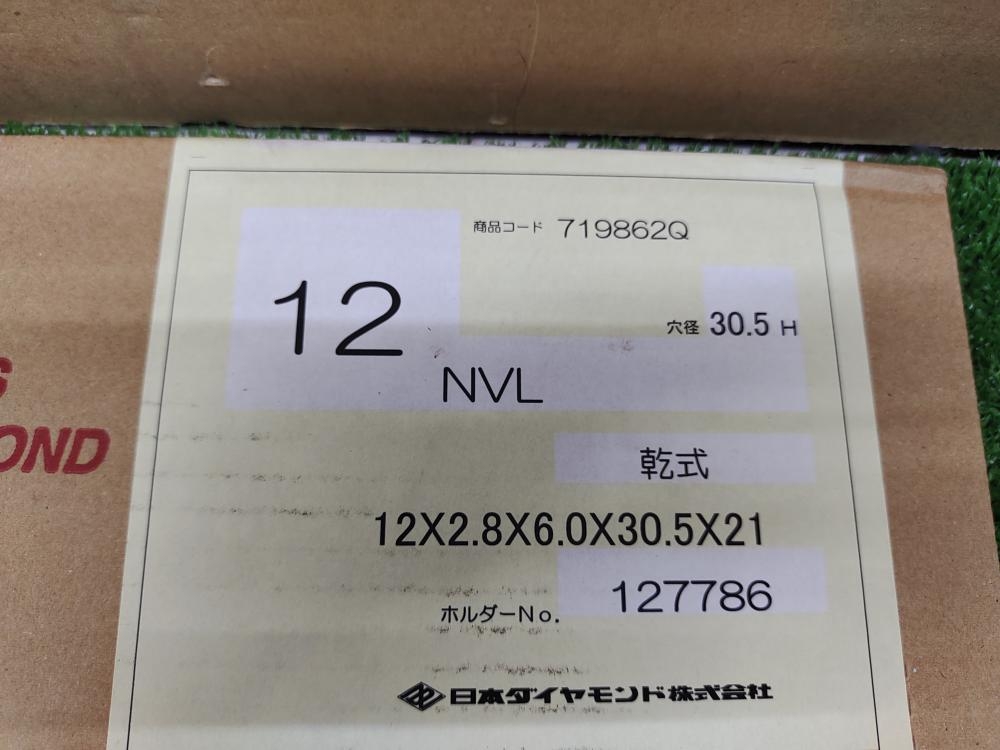 商品コード 719862Q
12
穴径 30.5 H
NVL
乾式
12X2.8X6.0X30.5X21
ホルダーNo. 127786
日本ダイヤモンド株式会社
S
OND